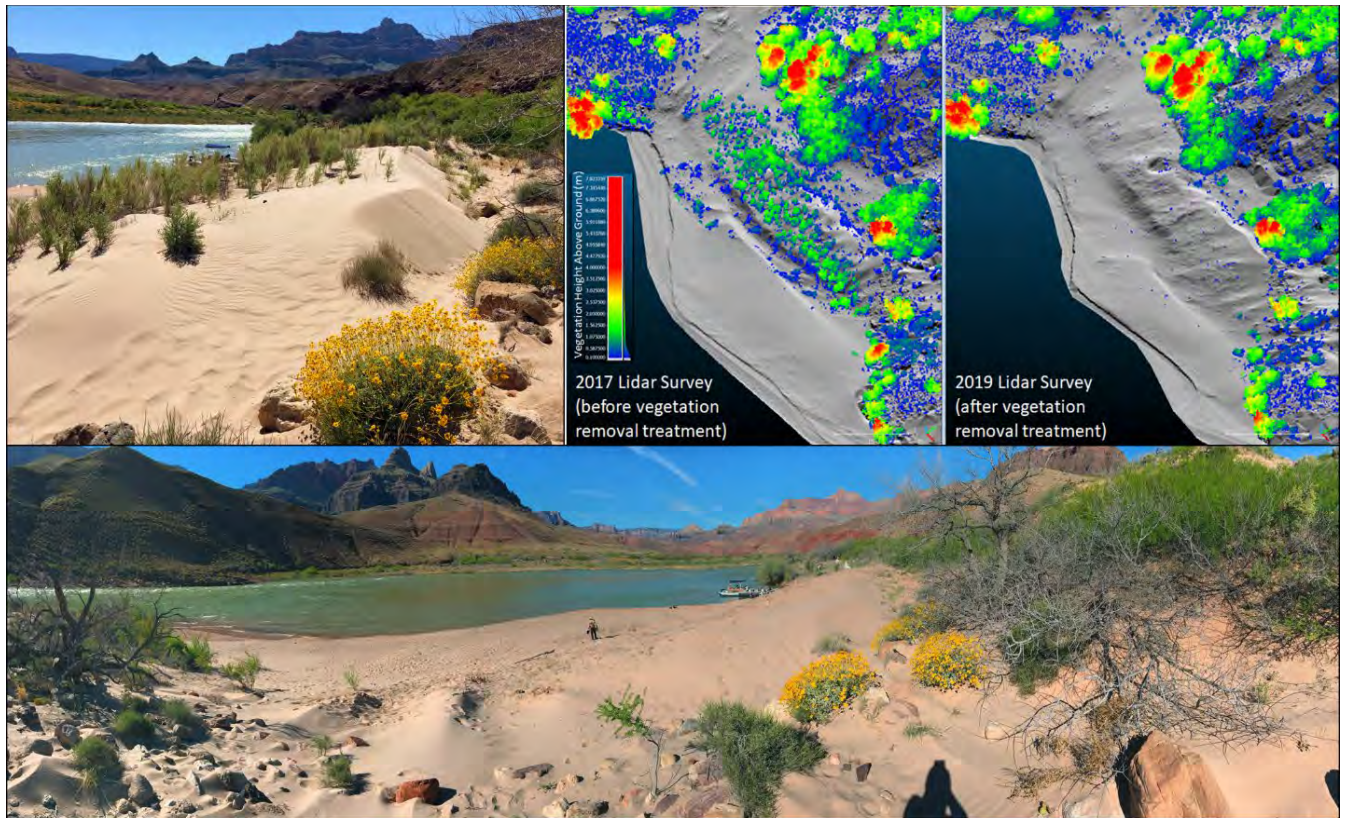 Vegetation Height Above Ground (m)
2017 Lidar Survey
(before vegetation
removal treatment)
2019 Lidar Survey
(after vegetation
removal treatment)